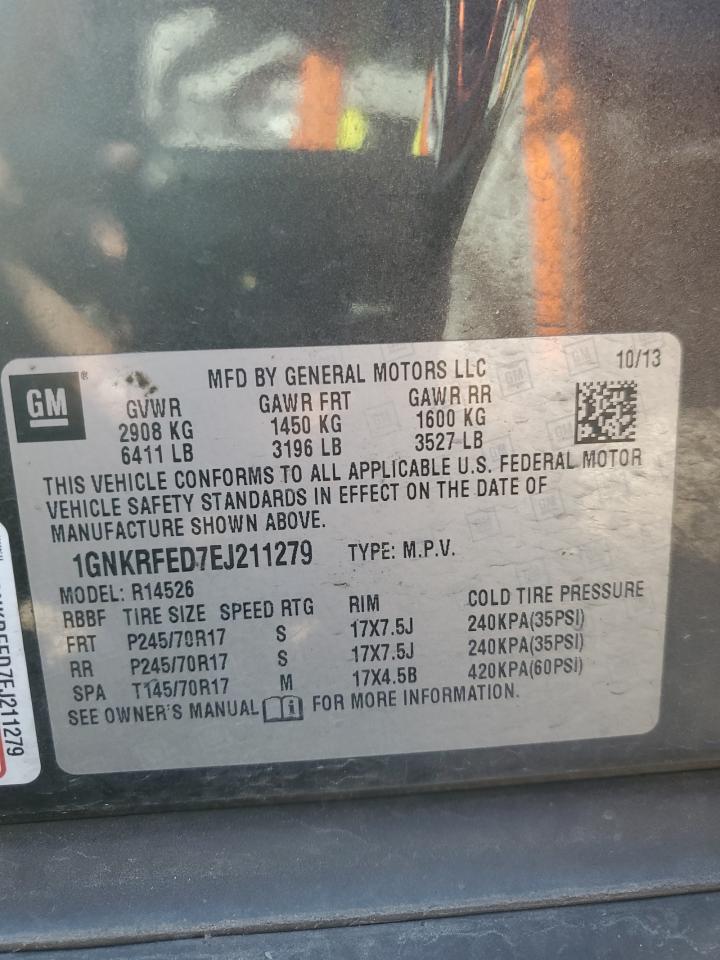 GM ®
MFD BY GENERAL MOTORS LLC
10/13
GVWR GAWR FRT GAWR RR
2908 KG 1450 KG 1600 KG
6411 LB 3196 LB 3527 LB
THIS VEHICLE CONFORMS TO ALL APPLICABLE U.S. FEDERAL MOTOR
VEHICLE SAFETY STANDARDS IN EFFECT ON THE DATE OF
MANUFACTURE SHOWN ABOVE.
1GNKRFED7EJ211279 TYPE: M.P.V.
MODEL: R14526
RBBF TIRE SIZE SPEED RTG RIM COLD TIRE PRESSURE
FRT P245/70R17 S 17X7.5J 240KPA(35PSI)
RR P245/70R17 S 17X7.5J 240KPA(35PSI)
SPA T145/70R17 M 17X4.5B 420KPA(60PSI)
SEE OWNER'S MANUAL FOR MORE INFORMATION.